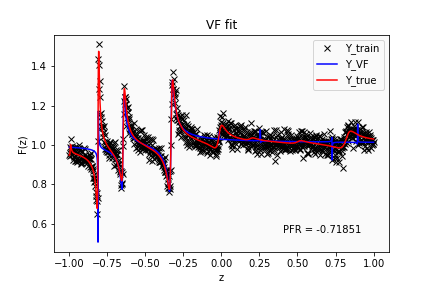 VF fit
Y_train
Y_VF
Y_true
F(z)
1.4
1.2
1.0
0.8
0.6
PFR = -0.71851
−1.00 −0.75 −0.50 −0.25 0.00 0.25 0.50 0.75 1.00
z